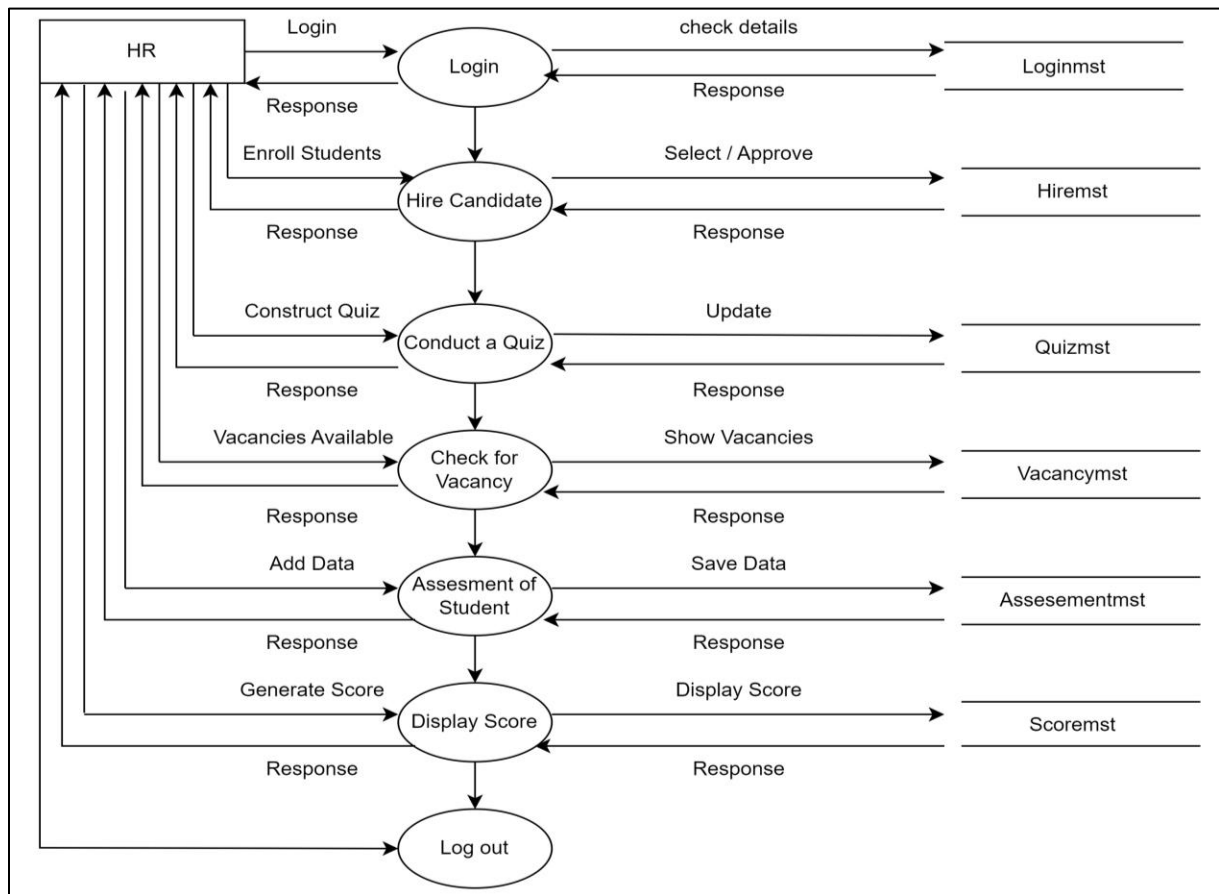 HR
Login
Login
check details
Loginmst
Response
Response
Enroll Students
Hire Candidate
Select / Approve
Hiremst
Response
Response
Construct Quiz
Conduct a Quiz
Update
Quizmst
Response
Response
Vacancies Available
Check for
Vacancy
Show Vacancies
Vacancymst
Response
Response
Add Data
Assesment of
Student
Save Data
Assesementmst
Response
Response
Generate Score
Display Score
Display Score
Scoremst
Response
Response
Log out